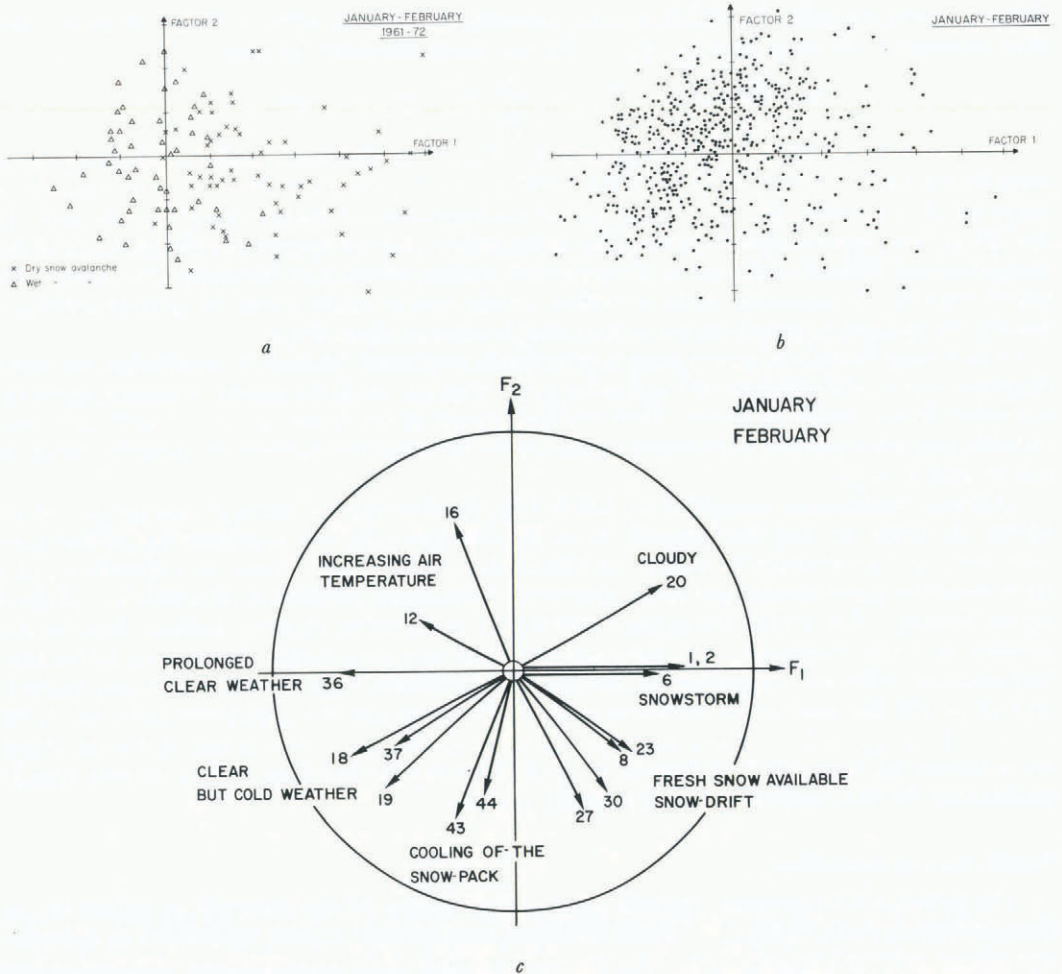 FACTOR 2
JANUARY-FEBRUARY
1961-72
FACTOR 1
× Dry snow avalanche
△ Wet " "
a
FACTOR 2
JANUARY-FEBRUARY
FACTOR 1
b
F2
JANUARY
FEBRUARY
16
INCREASING AIR
TEMPERATURE
CLOUDY
20
12
PROLONGED
CLEAR WEATHER
36
1, 2
F1
6
SNOWSTORM
18
37
CLEAR
BUT COLD WEATHER
19
43
44
COOLING OF THE
SNOW-PACK
27
30
8
23
FRESH SNOW AVAILABLE
SNOW-DRIFT
c